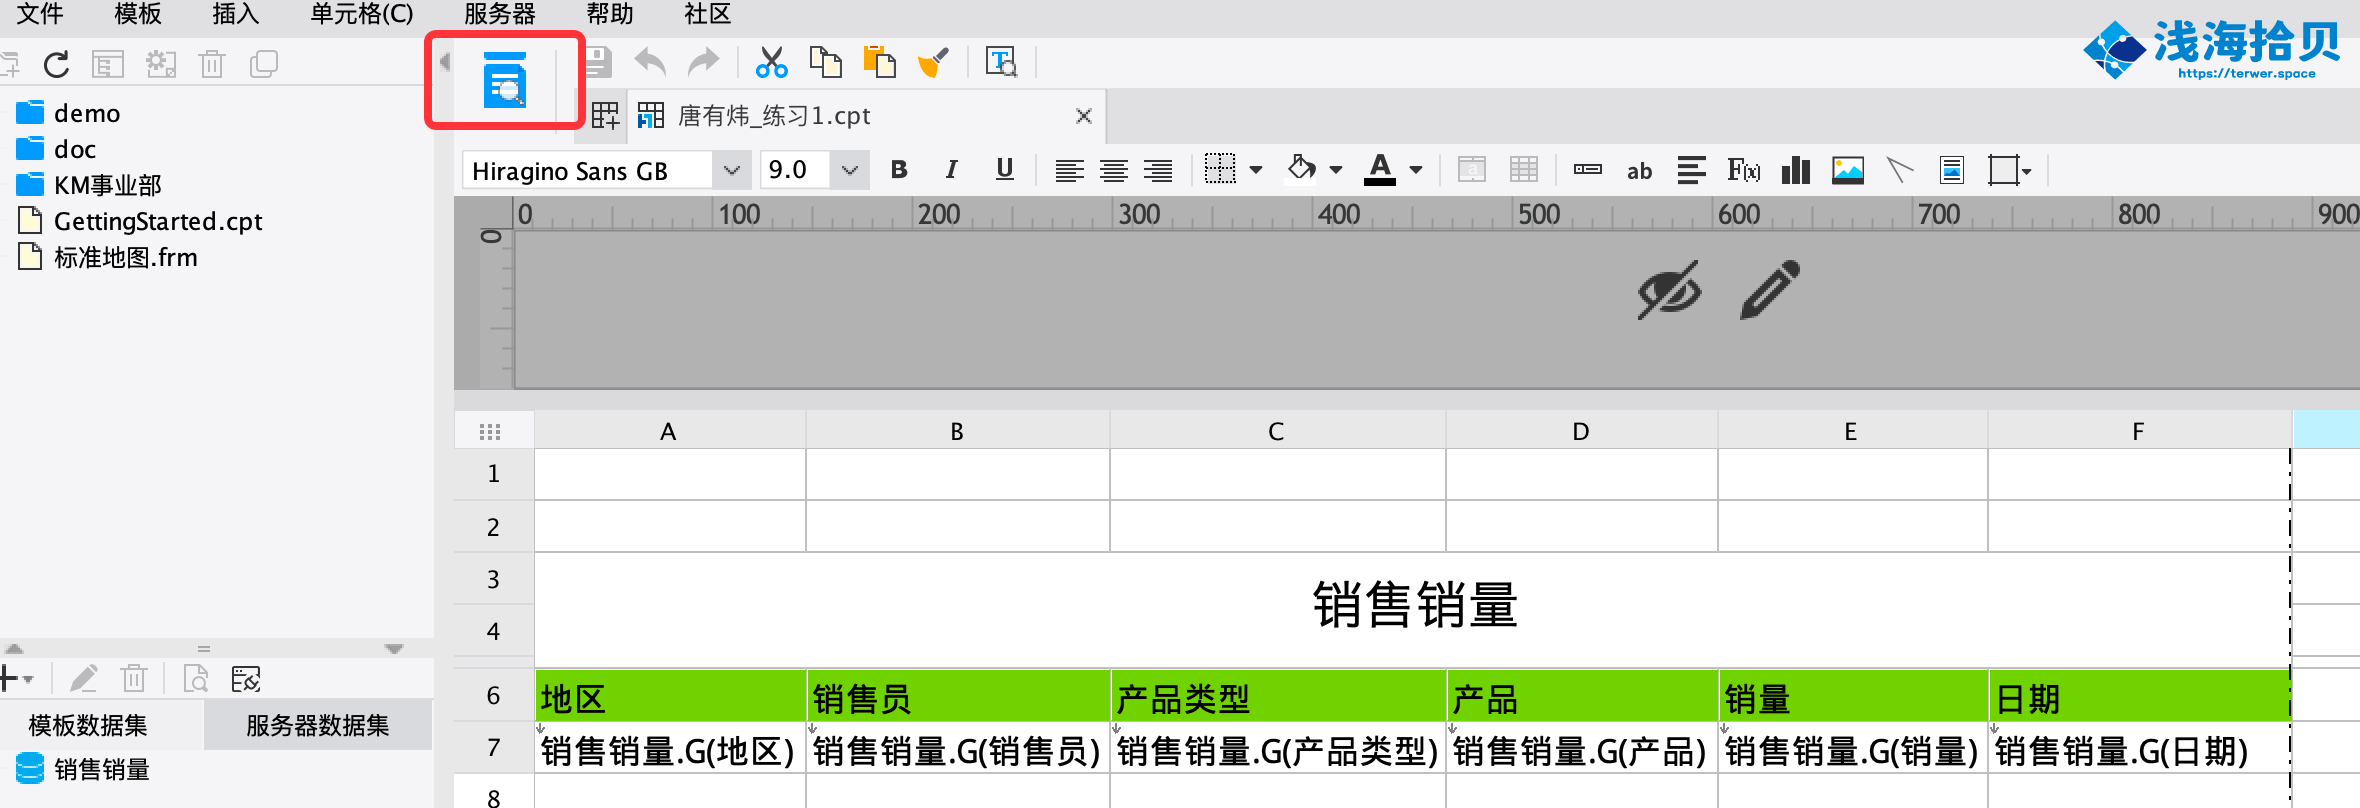 文件 模板 插入 单元格(C) 服务器 帮助 社区
浅海拾贝
https://terwer.space
demo
doc
KM事业部
GettingStarted.cpt
标准地图.frm
唐有炜_练习1.cpt
Hiragino Sans GB 9.0 B I U A a ab F(x)
0 100 200 300 400 500 600 700 800 900
0
A B C D E F
1
2
3
4
销售销量
6 地区 销售员 产品类型 产品 销量 日期
7 销售销量.G(地区) 销售销量.G(销售员) 销售销量.G(产品类型) 销售销量.G(产品) 销售销量.G(销量) 销售销量.G(日期)
8
模板数据集 服务器数据集
销售销量